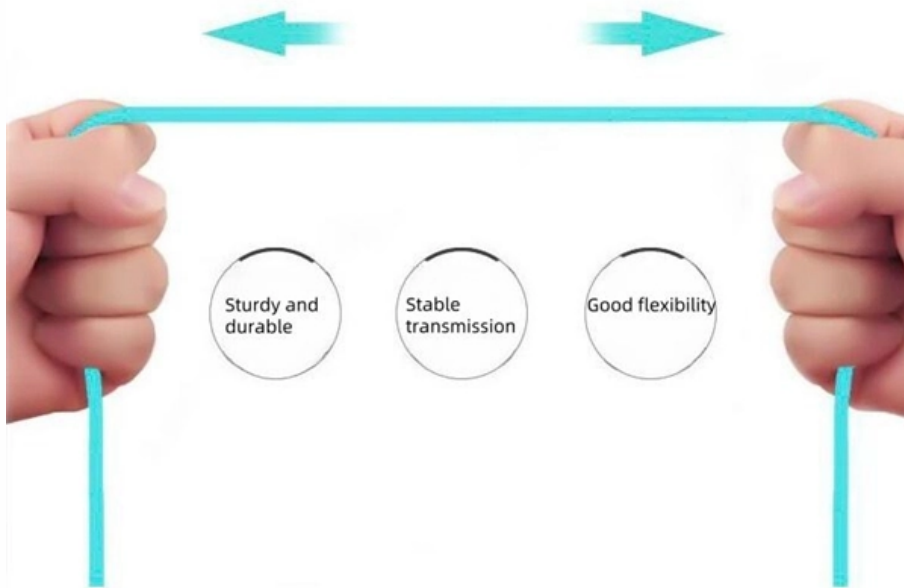 Sturdy and
durable
Stable
transmission
Good flexibility